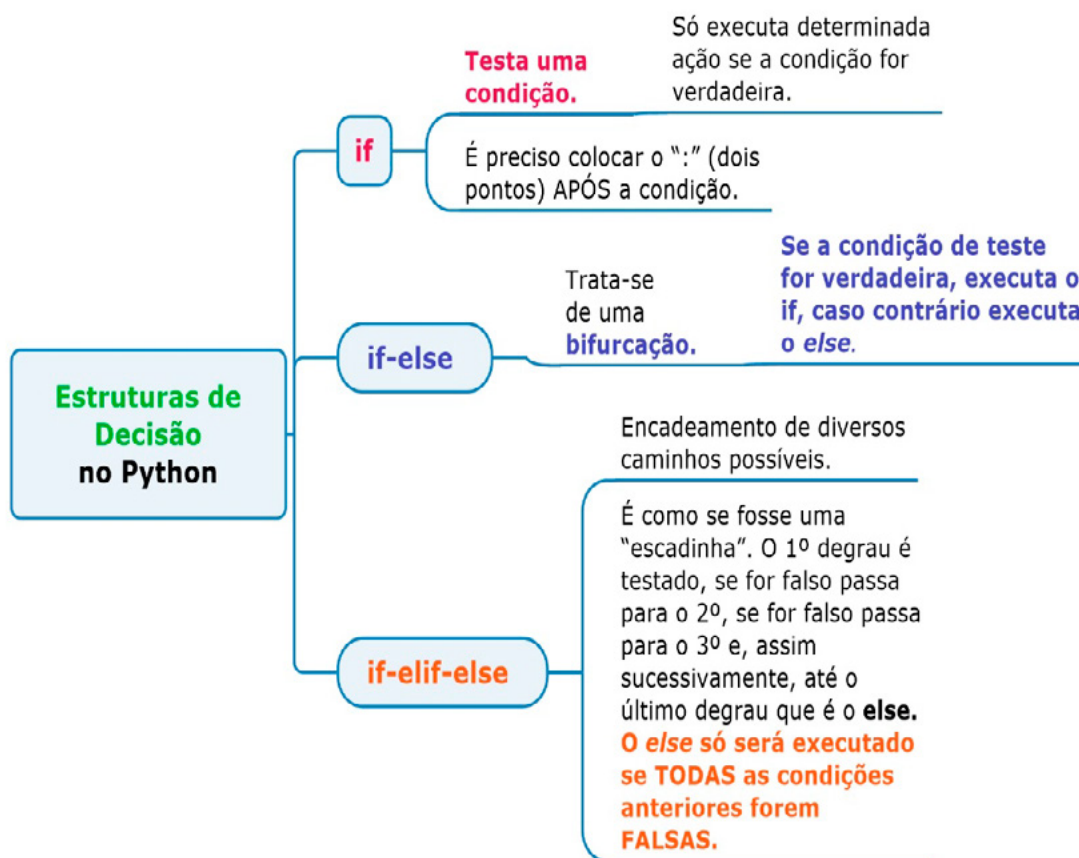 Estruturas de
Decisão
no Python
if
Testa uma
condição.
Só executa determinada
ação se a condição for
verdadeira.
É preciso colocar o “:” (dois
pontos) APÓS a condição.
if-else
Trata-se
de uma
bifurcação.
Se a condição de teste
for verdadeira, executa o
if, caso contrário executa
o else.
if-elif-else
Encadeamento de diversos
caminhos possíveis.
É como se fosse uma
“escadinha”. O 1º degrau é
testado, se for falso passa
para o 2º, se for falso passa
para o 3º e, assim
sucessivamente, até o
último degrau que é o else.
O else só será executado
se TODAS as condições
anteriores forem
FALSAS.